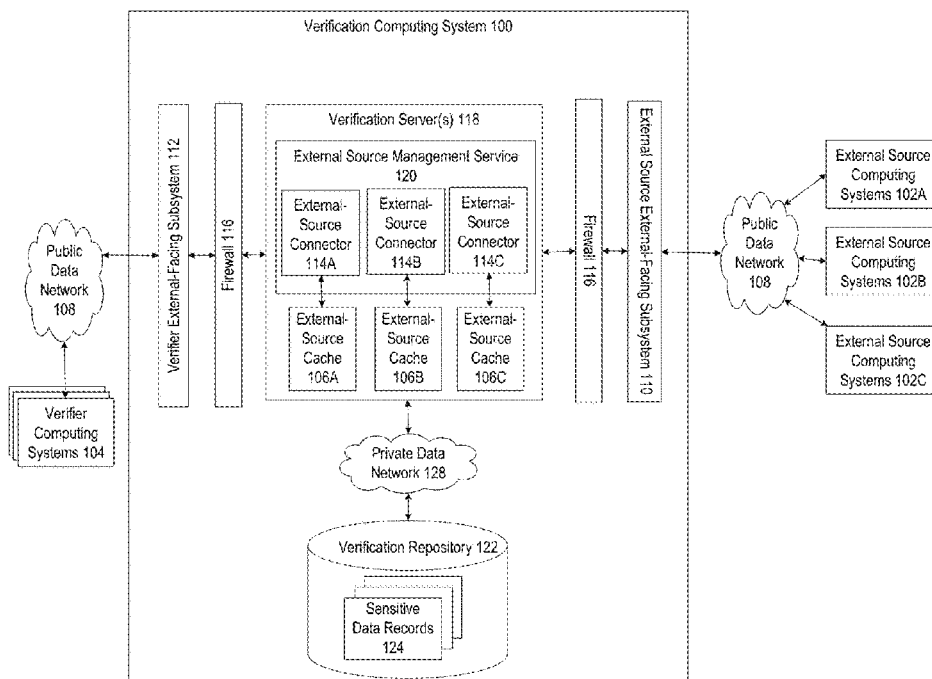 Verification Computing System 100
Verifier External-Facing Subsystem 112
Firewall 116
Verification Server(s) 118
External Source Management Service
120
External-
Source
Connector
114A
External-
Source
Connector
114B
External-
Source
Connector
114C
External-
Source Cache
106A
External-
Source Cache
106B
External-
Source Cache
106C
Firewall 116
External Source External-Facing Subsystem 110
Public
Data
Network
108
Verifier
Computing
Systems 104
Public
Data
Network
108
External Source
Computing
Systems 102A
External Source
Computing
Systems 102B
External Source
Computing
Systems 102C
Private Data
Network 128
Verification Repository 122
Sensitive
Data Records
124